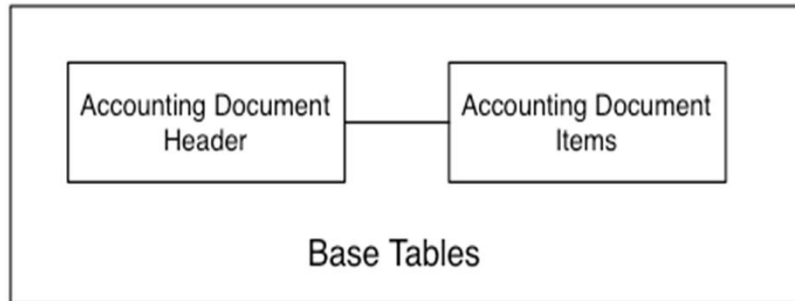 Accounting Document
Header
Accounting Document
Items
Base Tables